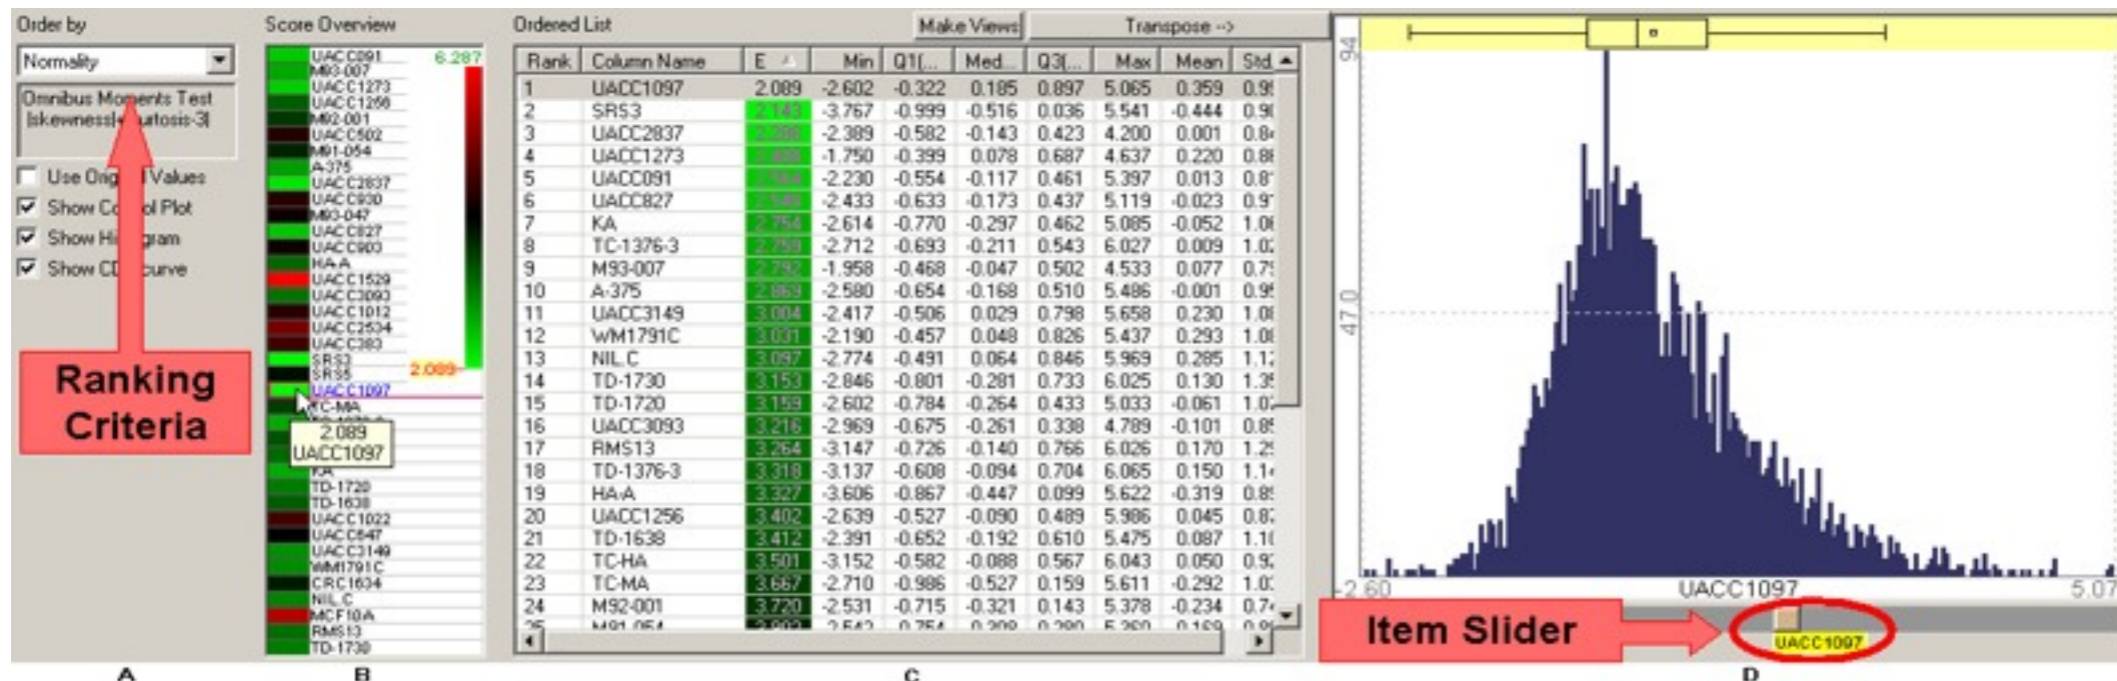 Order by
Normality
Omnibus Moments Test
Use Original Values
Show Control Plot
Show Histogram
Show CDF curve
Ranking
Criteria
A
Score Overview
6.287
UACC091
M93-007
UACC1273
UACC1256
M92-001
UACC502
M91-054
A-375
UACC2837
UACC930
M93-047
UACC827
UACC903
HA-A
UACC1529
UACC3093
UACC1012
UACC2534
UACC383
SRS3
SRS5
2.089
UACC1097
TC-MA
2.089
UACC1097
KA
TD-1720
TD-1638
UACC1022
UACC647
UACC3149
WM1791C
CRC1634
NIL.C
MCF10A
RMS13
TD-1730
B
Ordered List Make Views Transpose -->
Rank Column Name E Min Q1(... Med... Q3(... Max Mean Std.
1 UACC1097 2.089 -2.602 -0.322 0.185 0.897 5.065 0.359
2 SRS3 2.143 -3.767 -0.999 -0.516 0.036 5.541 -0.444
3 UACC2837 -2.389 -0.582 -0.143 0.423 4.200 0.001
4 UACC1273 -1.750 -0.399 0.078 0.687 4.637 0.220
5 UACC091 -2.230 -0.554 -0.117 0.461 5.397 0.013
6 UACC827 -2.433 -0.633 -0.173 0.437 5.119 -0.023
7 KA 2.754 -2.614 -0.770 -0.297 0.462 5.085 -0.052
8 TC-1376-3 2.759 -2.712 -0.693 -0.211 0.543 6.027 0.009
9 M93-007 2.792 -1.958 -0.468 -0.047 0.502 4.533 0.077
10 A-375 2.869 -2.580 -0.654 -0.168 0.510 5.486 -0.001
11 UACC3149 3.004 -2.417 -0.506 0.029 0.798 5.658 0.230
12 WM1791C 3.031 -2.190 -0.457 0.048 0.826 5.437 0.293
13 NIL.C 3.097 -2.774 -0.491 0.064 0.846 5.969 0.285
14 TD-1730 3.153 -2.846 -0.801 -0.281 0.733 6.025 0.130
15 TD-1720 3.159 -2.602 -0.784 -0.264 0.433 5.033 -0.061
16 UACC3093 3.216 -2.969 -0.675 -0.261 0.338 4.789 -0.101
17 RMS13 3.264 -3.147 -0.726 -0.140 0.766 6.026 0.170
18 TD-1376-3 3.318 -3.137 -0.608 -0.094 0.704 6.065 0.150
19 HA-A 3.327 -3.606 -0.867 -0.447 0.099 5.622 -0.319
20 UACC1256 3.402 -2.639 -0.527 -0.090 0.489 5.986 0.045
21 TD-1638 3.412 -2.391 -0.652 -0.192 0.610 5.475 0.087
22 TC-HA 3.501 -3.152 -0.582 -0.088 0.567 6.043 0.050
23 TC-MA 3.667 -2.710 -0.986 -0.527 0.159 5.611 -0.292
24 M92-001 3.720 -2.531 -0.715 -0.321 0.143 5.378 -0.234
C
94
47.0
-2.60 UACC1097 5.07
Item Slider
UACC1097
D